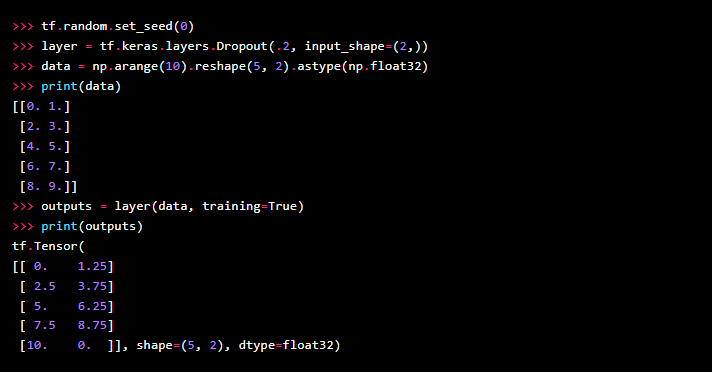 >>> tf.random.set_seed(0)
>>> layer = tf.keras.layers.Dropout(.2, input_shape=(2,))
>>> data = np.arange(10).reshape(5, 2).astype(np.float32)
>>> print(data)
[[0. 1.]
 [2. 3.]
 [4. 5.]
 [6. 7.]
 [8. 9.]]
>>> outputs = layer(data, training=True)
>>> print(outputs)
tf.Tensor(
[[ 0.    1.25]
 [ 2.5   3.75]
 [ 5.    6.25]
 [ 7.5   8.75]
 [10.    0.  ]], shape=(5, 2), dtype=float32)